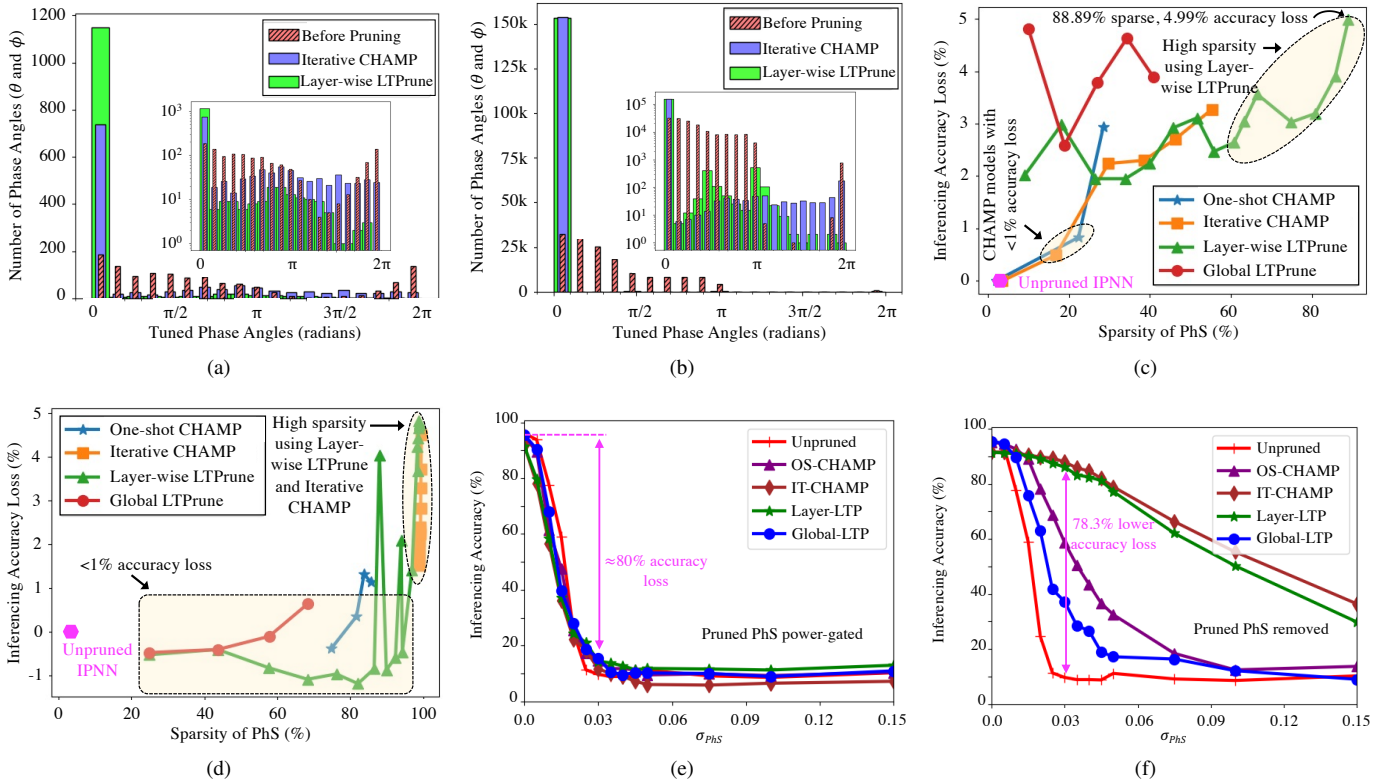 1200
1000
800
600
400
200
0
Number of Phase Angles (θ and ϕ)
Before Pruning
Iterative CHAMP
Layer-wise LTPrune
10³
10²
10¹
10⁰
0
π
2π
0
π/2
π
3π/2
2π
Tuned Phase Angles (radians)
(a)
150k
125k
100k
75k
50k
25k
0
Number of Phase Angles (θ and ϕ)
Before Pruning
Iterative CHAMP
Layer-wise LTPrune
10⁵
10⁴
10³
10²
10¹
10⁰
0
π
2π
0
π/2
π
3π/2
2π
Tuned Phase Angles (radians)
(b)
5
4
3
2
1
0
Inferencing Accuracy Loss (%)
88.89% sparse, 4.99% accuracy loss
High sparsity
using Layer-
wise LTPrune
CHAMP models with
<1% accuracy loss
One-shot CHAMP
Iterative CHAMP
Layer-wise LTPrune
Global LTPrune
Unpruned IPNN
0
20
40
60
80
Sparsity of PhS (%)
(c)
5
4
3
2
1
0
-1
Inferencing Accuracy Loss (%)
One-shot CHAMP
Iterative CHAMP
Layer-wise LTPrune
Global LTPrune
High sparsity
using Layer-
wise LTPrune
and Iterative
CHAMP
<1% accuracy loss
Unpruned
IPNN
0
20
40
60
80
100
Sparsity of PhS (%)
(d)
100
80
60
40
20
0
Inferencing Accuracy (%)
Unpruned
OS-CHAMP
IT-CHAMP
Layer-LTP
Global-LTP
≈80% accuracy
loss
Pruned PhS power-gated
0.0
0.03
0.06
0.09
0.12
0.15
σPhS
(e)
100
80
60
40
20
0
Inferencing Accuracy (%)
Unpruned
OS-CHAMP
IT-CHAMP
Layer-LTP
Global-LTP
78.3% lower
accuracy loss
Pruned PhS removed
0.0
0.03
0.06
0.09
0.12
0.15
σPhS
(f)